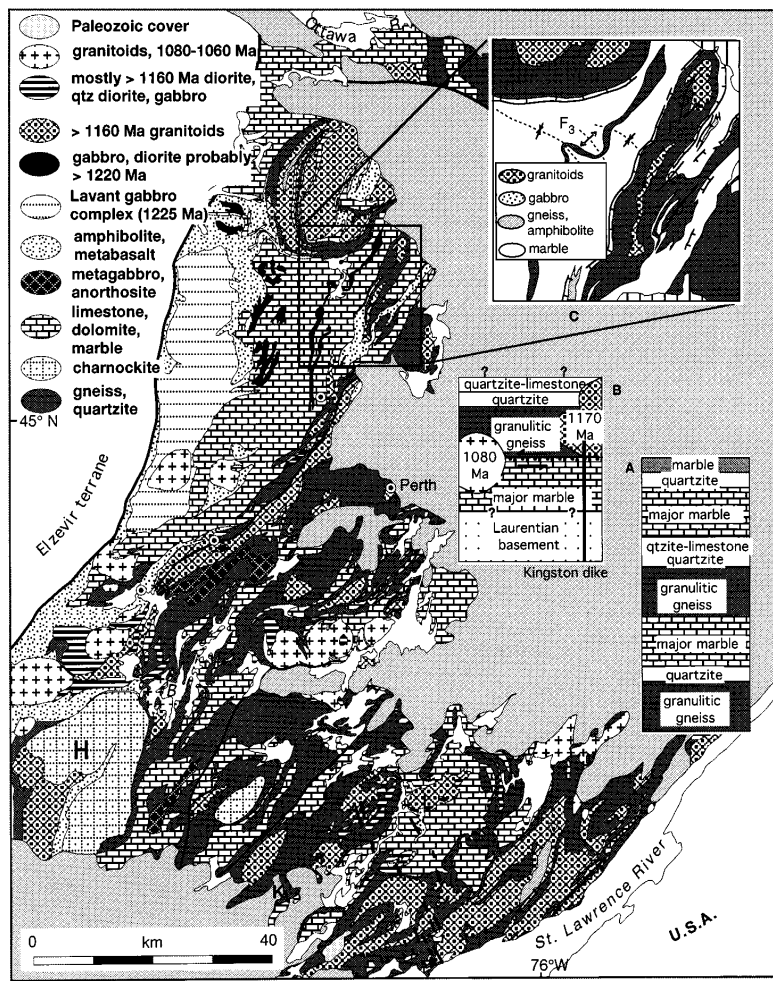 Paleozoic cover
granitoids, 1080-1060 Ma
mostly > 1160 Ma diorite,
qtz diorite, gabbro
> 1160 Ma granitoids
gabbro, diorite probably
> 1220 Ma
Lavant gabbro
complex (1225 Ma)
amphibolite,
metabasalt
metagabbro,
anorthosite
limestone,
dolomite,
marble
charnockite
gneiss,
quartzite
45° N
Elzevir terrane
Ottawa
F3
granitoids
gabbro
gneiss,
amphibolite
marble
C
? ?
quartzite-limestone
quartzite
B
granulitic
gneiss
1170
Ma
1080
Ma
major marble
? ?
Laurentian
basement
Kingston dike
A
marble
quartzite
major marble
qtzite-limestone
quartzite
granulitic
gneiss
major marble
quartzite
granulitic
gneiss
Perth
H
K
St. Lawrence River
U.S.A.
76°W
0 km 40